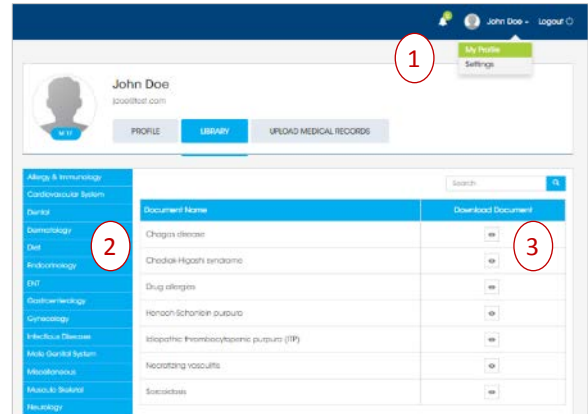 John Doe Logout
My Profile
Settings
1
John Doe
jdoe@test.com
PROFILE LIBRARY UPLOAD MEDICAL RECORDS
Allergy & Immunology
Cardiovascular System
Dental
Dermatology
Diet
Endocrinology
ENT
Gastroenterology
Gynecology
Infectious Diseases
Male Genital System
Miscellaneous
Musculo Skeletal
Neurology
2
Search
Document Name Download Document
Chagas disease
Chediak-Higashi syndrome
Drug allergies
Henoch-Schonlein purpura
Idiopathic thrombocytopenic purpura (ITP)
Necrotizing vasculitis
Sarcoidosis
3